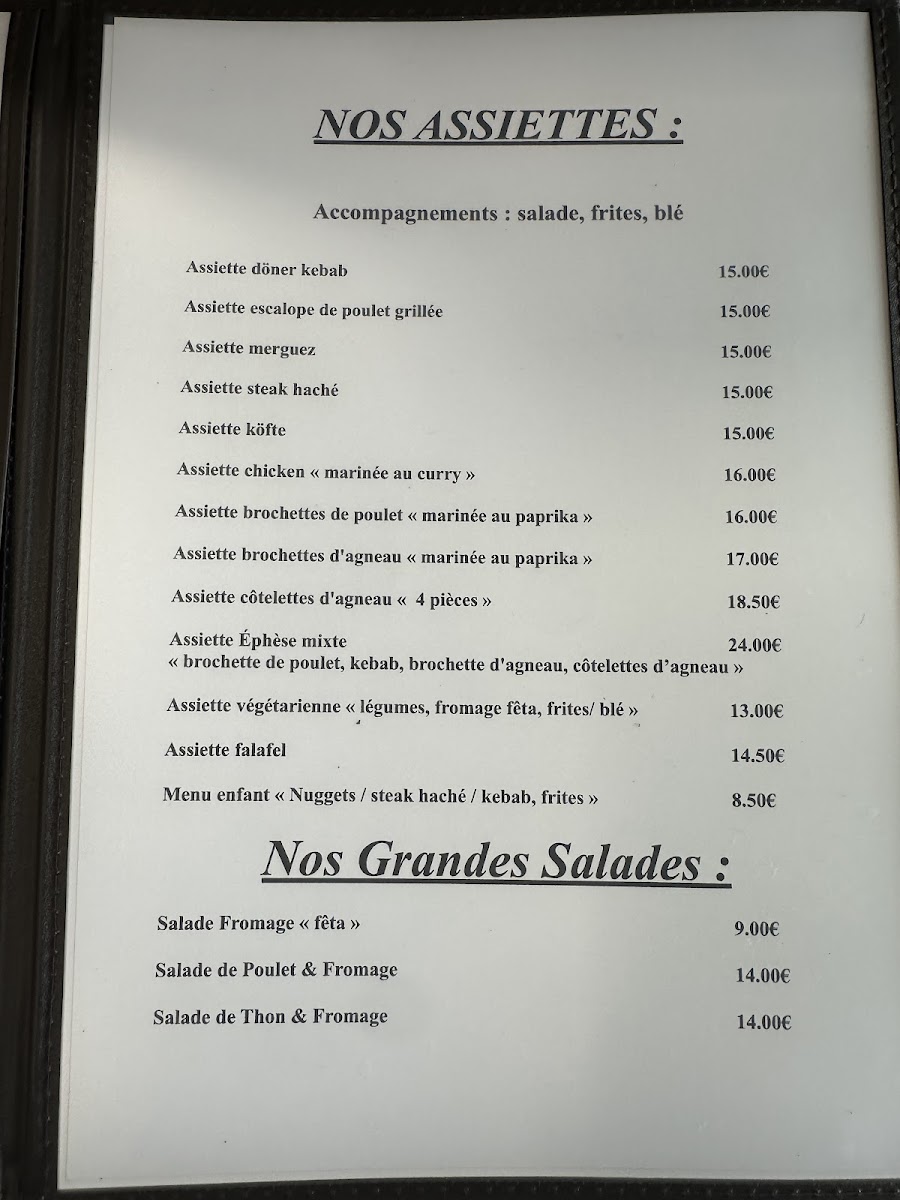 NOS ASSIETTES :
Accompagnements : salade, frites, blé
Assiette döner kebab 15.00€
Assiette escalope de poulet grillée 15.00€
Assiette merguez 15.00€
Assiette steak haché 15.00€
Assiette köfte 15.00€
Assiette chicken « marinée au curry » 16.00€
Assiette brochettes de poulet « marinée au paprika » 16.00€
Assiette brochettes d'agneau « marinée au paprika » 17.00€
Assiette côtelettes d'agneau « 4 pièces » 18.50€
Assiette Éphèse mixte 24.00€
« brochette de poulet, kebab, brochette d'agneau, côtelettes d’agneau »
Assiette végétarienne « légumes, fromage fêta, frites/ blé » 13.00€
Assiette falafel 14.50€
Menu enfant « Nuggets / steak haché / kebab, frites » 8.50€
Nos Grandes Salades :
Salade Fromage « fêta » 9.00€
Salade de Poulet & Fromage 14.00€
Salade de Thon & Fromage 14.00€